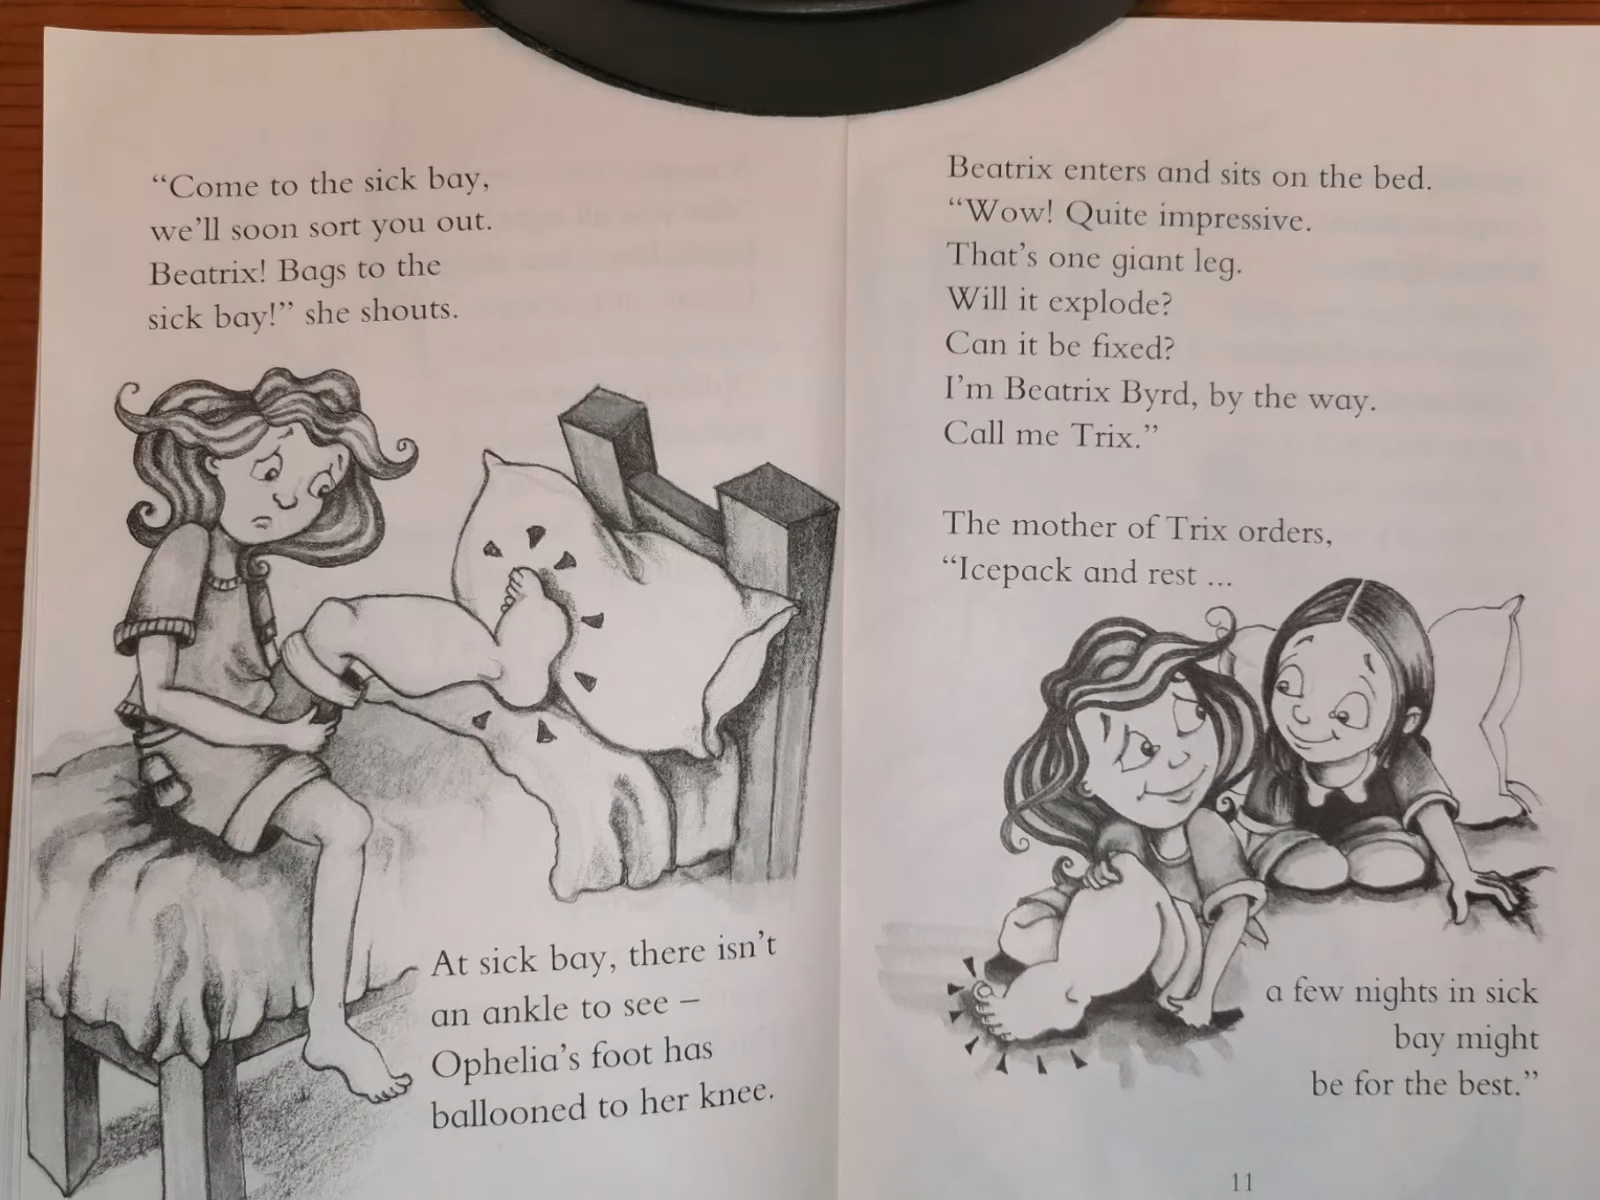 “Come to the sick bay,
we’ll soon sort you out.
Beatrix! Bags to the
sick bay!” she shouts.
At sick bay, there isn’t
an ankle to see –
Ophelia’s foot has
ballooned to her knee.
Beatrix enters and sits on the bed.
“Wow! Quite impressive.
That’s one giant leg.
Will it explode?
Can it be fixed?
I’m Beatrix Byrd, by the way.
Call me Trix.”
The mother of Trix orders,
“Icepack and rest ...
a few nights in sick
bay might
be for the best.”
11